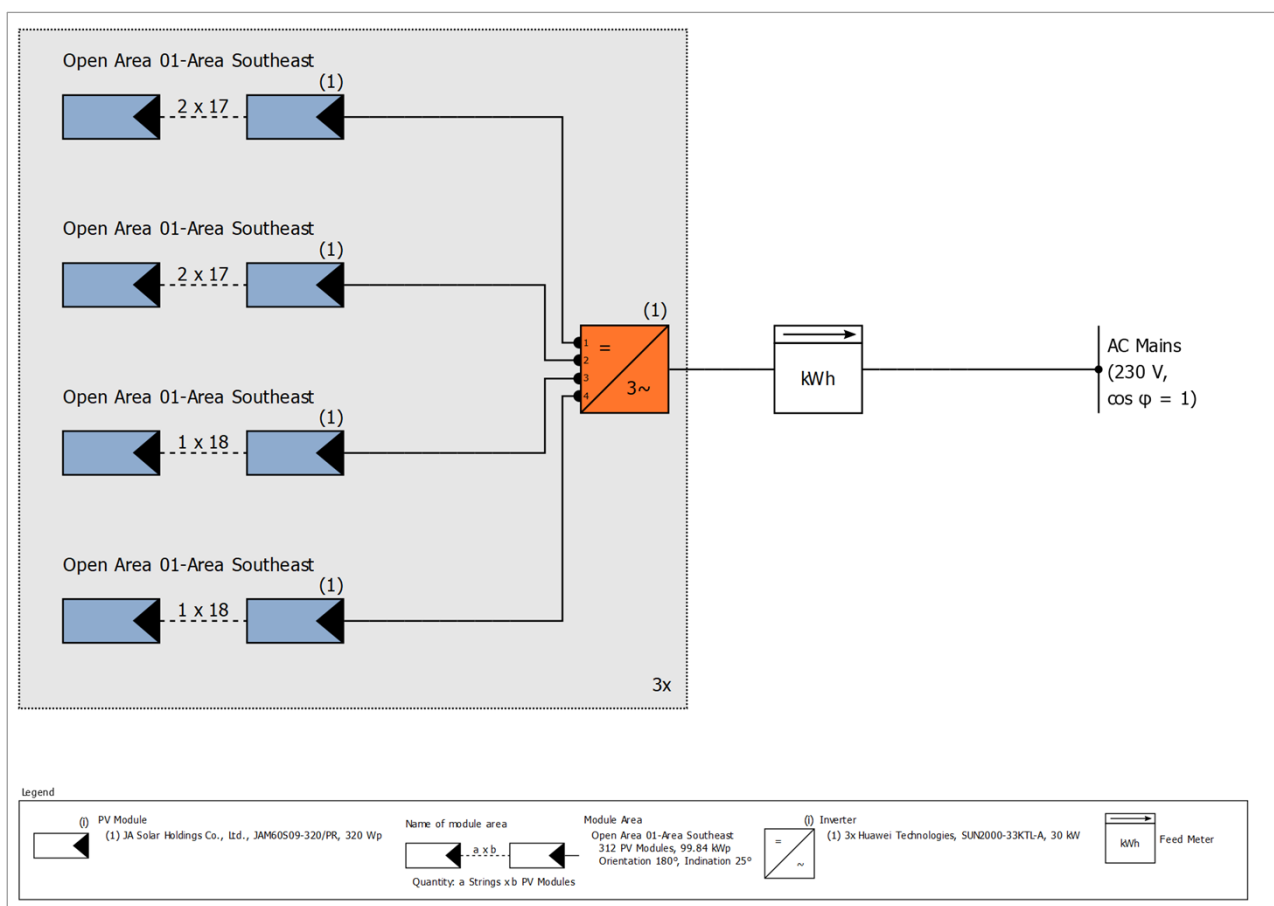 Open Area 01-Area Southeast
(1)
2 x 17
Open Area 01-Area Southeast
(1)
2 x 17
(1)
1
=
2
3
3~
4
kWh
AC Mains
(230 V,
cos φ = 1)
Open Area 01-Area Southeast
(1)
1 x 18
Open Area 01-Area Southeast
(1)
1 x 18
3x
Legend
(i) PV Module
(1) JA Solar Holdings Co., Ltd., JAM60S09-320/PR, 320 Wp
Name of module area
a x b
Quantity: a Strings x b PV Modules
Module Area
Open Area 01-Area Southeast
312 PV Modules, 99.84 kWp
Orientation 180°, Indination 25°
(i) Inverter
=
~
(1) 3x Huawei Technologies, SUN2000-33KTL-A, 30 kW
kWh
Feed Meter